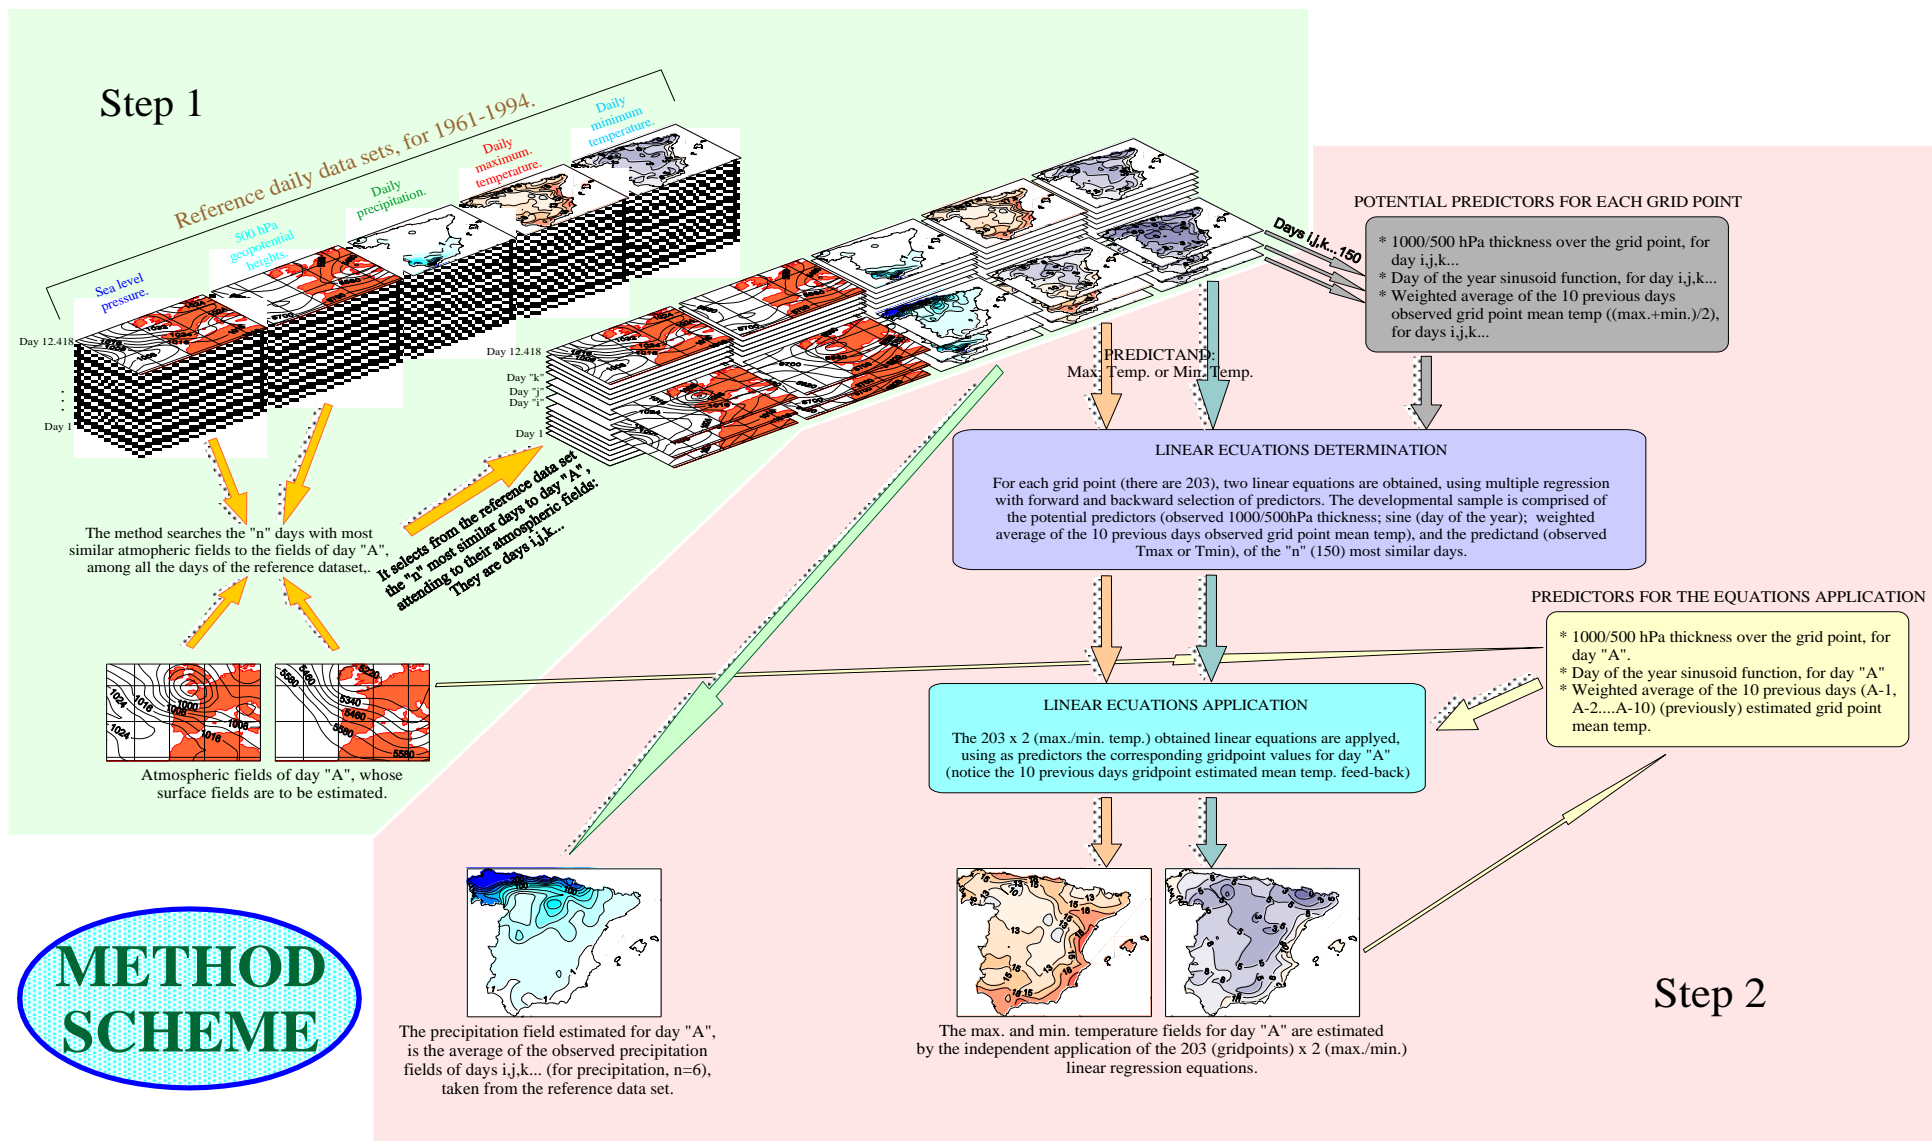 Step 1
Reference daily data sets, for 1961-1994.
Sea level
pressure.
500 hPa
geopotential
heights.
Daily
precipitation.
Daily
maximum.
temperature.
Daily
minimum
temperature.
Day 12.418
.
.
.
Day 1
Day 12.418
Day "k"
Day "j"
Day "i"
Day 1
The method searches the "n" days with most
similar atmopheric fields to the fields of day "A",
among all the days of the reference dataset,.
It selects from the reference data set
the "n" most similar days to day "A",
attending to their atmospheric fields:
They are days i,j,k...
1024
1016
1008
1000
1024
1008
1016
5580
5460
5220
5340
5460
5580
5580
Atmospheric fields of day "A", whose
surface fields are to be estimated.
Days i,j,k... 150
POTENTIAL PREDICTORS FOR EACH GRID POINT
* 1000/500 hPa thickness over the grid point, for
day i,j,k...
* Day of the year sinusoid function, for day i,j,k...
* Weighted average of the 10 previous days
observed grid point mean temp ((max.+min.)/2),
for days i,j,k...
PREDICTAND:
Max. Temp. or Min. Temp.
LINEAR ECUATIONS DETERMINATION
For each grid point (there are 203), two linear equations are obtained, using multiple regression
with forward and backward selection of predictors. The developmental sample is comprised of
the potential predictors (observed 1000/500hPa thickness; sine (day of the year); weighted
average of the 10 previous days observed grid point mean temp), and the predictand (observed
Tmax or Tmin), of the "n" (150) most similar days.
PREDICTORS FOR THE EQUATIONS APPLICATION
* 1000/500 hPa thickness over the grid point, for
day "A".
* Day of the year sinusoid function, for day "A"
* Weighted average of the 10 previous days (A-1,
A-2....A-10) (previously) estimated grid point
mean temp.
LINEAR ECUATIONS APPLICATION
The 203 x 2 (max./min. temp.) obtained linear equations are applyed,
using as predictors the corresponding gridpoint values for day "A"
(notice the 10 previous days gridpoint estimated mean temp. feed-back)
The precipitation field estimated for day "A",
is the average of the observed precipitation
fields of days i,j,k... (for precipitation, n=6),
taken from the reference data set.
The max. and min. temperature fields for day "A" are estimated
by the independent application of the 203 (gridpoints) x 2 (max./min.)
linear regression equations.
Step 2
METHOD
SCHEME